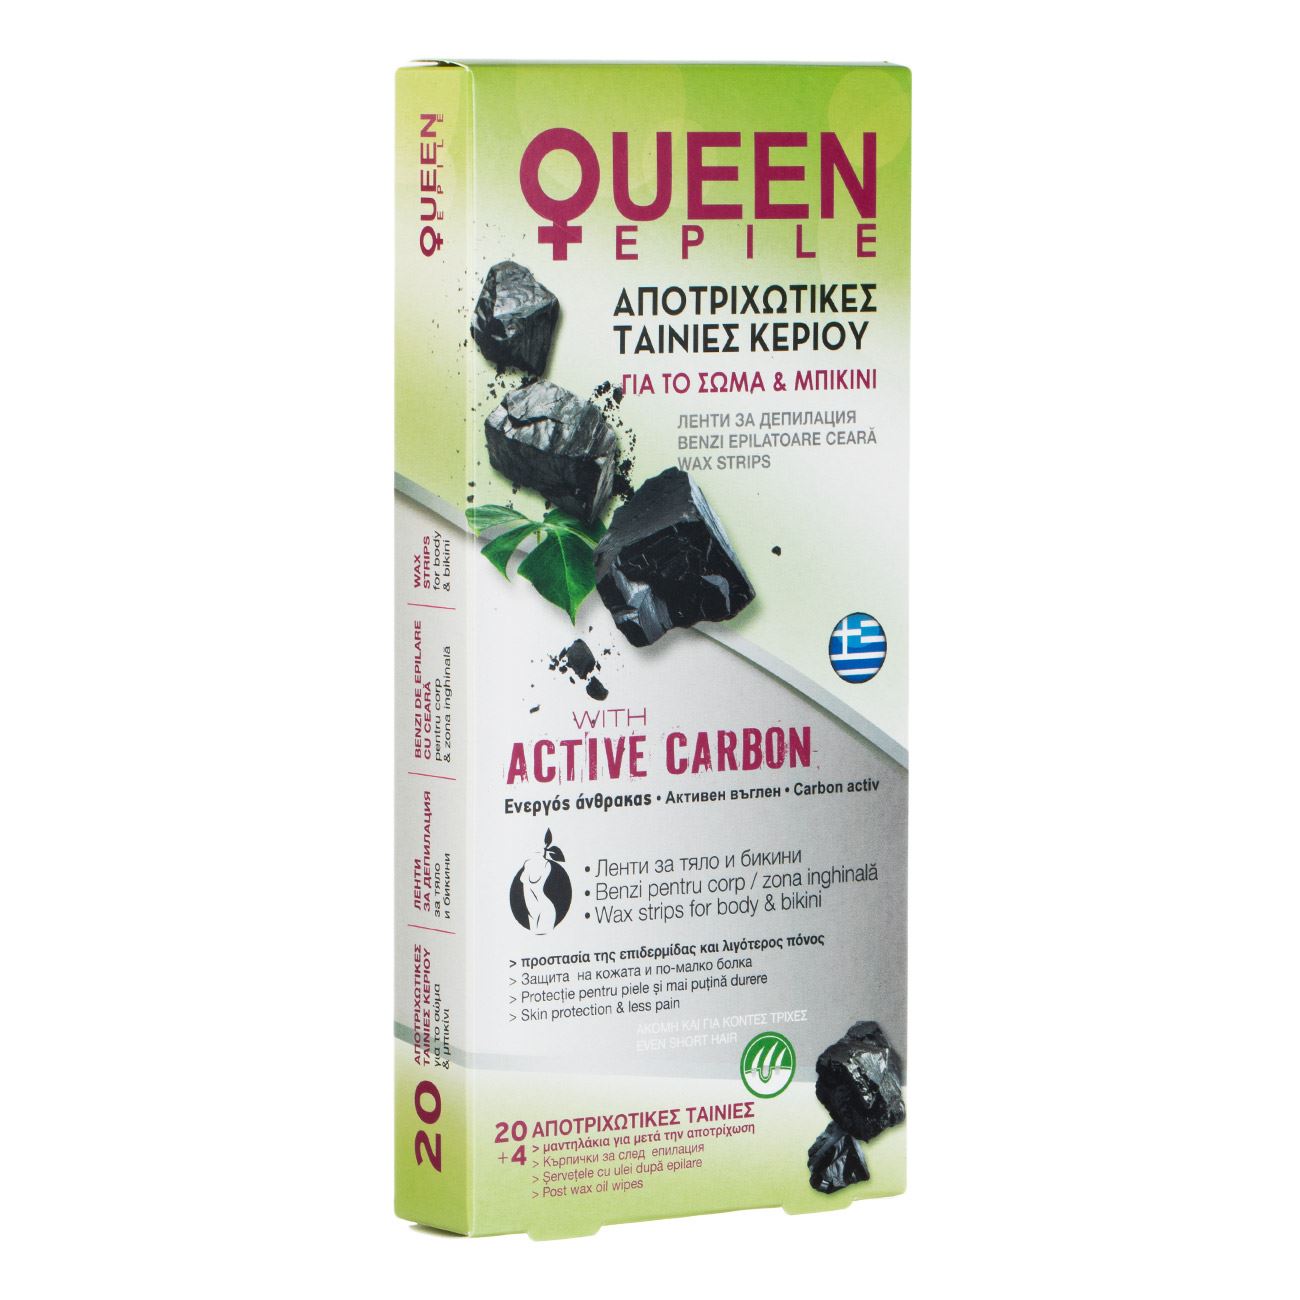 QUEEN
EPILE
ΑΠΟΤΡΙΧΩΤΙΚΕΣ
ΤΑΙΝΙΕΣ ΚΕΡΙΟΥ
ΓΙΑ ΤΟ ΣΩΜΑ & ΜΠΙΚΙΝΙ
ЛЕНТИ ЗА ДЕПИЛАЦИЯ
BENZI EPILATOARE CEARĂ
WAX STRIPS
WITH
ACTIVE CARBON
Ενεργός άνθρακας • Активен въглен • Carbon activ
• Ленти за тяло и бикини
• Benzi pentru corp / zona inghinală
• Wax strips for body & bikini
> προστασία της επιδερμίδας και λιγότερος πόνος
> Защита на кожата и по-малко болка
> Protecție pentru piele și mai puțină durere
> Skin protection & less pain
ΑΚΟΜΗ ΚΑΙ ΓΙΑ ΚΟΝΤΕΣ ΤΡΙΧΕΣ
EVEN SHORT HAIR
20 ΑΠΟΤΡΙΧΩΤΙΚΕΣ ΤΑΙΝΙΕΣ
+4 > μαντηλάκια για μετά την αποτρίχωση
> Кърпички за след епилация
> Șervețele cu ulei după epilare
> Post wax oil wipes
QUEEN
EPILE
WAX
STRIPS
for body
& bikini
BENZI DE EPILARE
CU CEARĂ
pentru corp
& zona inghinală
ЛЕНТИ
ЗА ДЕПИЛАЦИЯ
за тяло
и бикини
20 ΑΠΟΤΡΙΧΩΤΙΚΕΣ
ΤΑΙΝΙΕΣ ΚΕΡΙΟΥ
για το σώμα
& μπικίνι